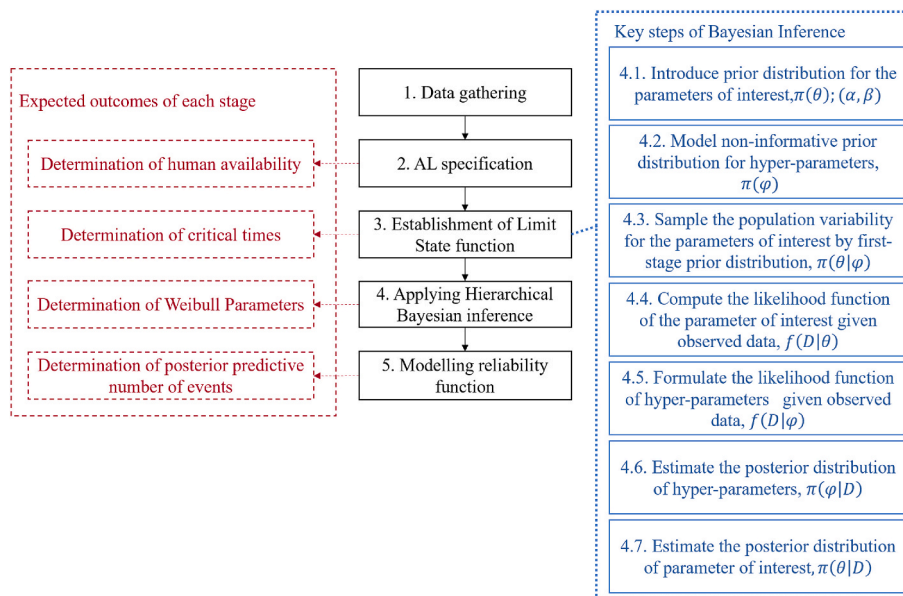 Expected outcomes of each stage
Determination of human availability
Determination of critical times
Determination of Weibull Parameters
Determination of posterior predictive
number of events
1. Data gathering
2. AL specification
3. Establishment of Limit
State function
4. Applying Hierarchical
Bayesian inference
5. Modelling reliability
function
Key steps of Bayesian Inference
4.1. Introduce prior distribution for the
parameters of interest,π(θ); (α, β)
4.2. Model non-informative prior
distribution for hyper-parameters,
π(φ)
4.3. Sample the population variability
for the parameters of interest by first-
stage prior distribution, π(θ|φ)
4.4. Compute the likelihood function
of the parameter of interest given
observed data, f(D|θ)
4.5. Formulate the likelihood function
of hyper-parameters given observed
data, f(D|φ)
4.6. Estimate the posterior distribution
of hyper-parameters, π(φ|D)
4.7. Estimate the posterior distribution
of parameter of interest, π(θ|D)